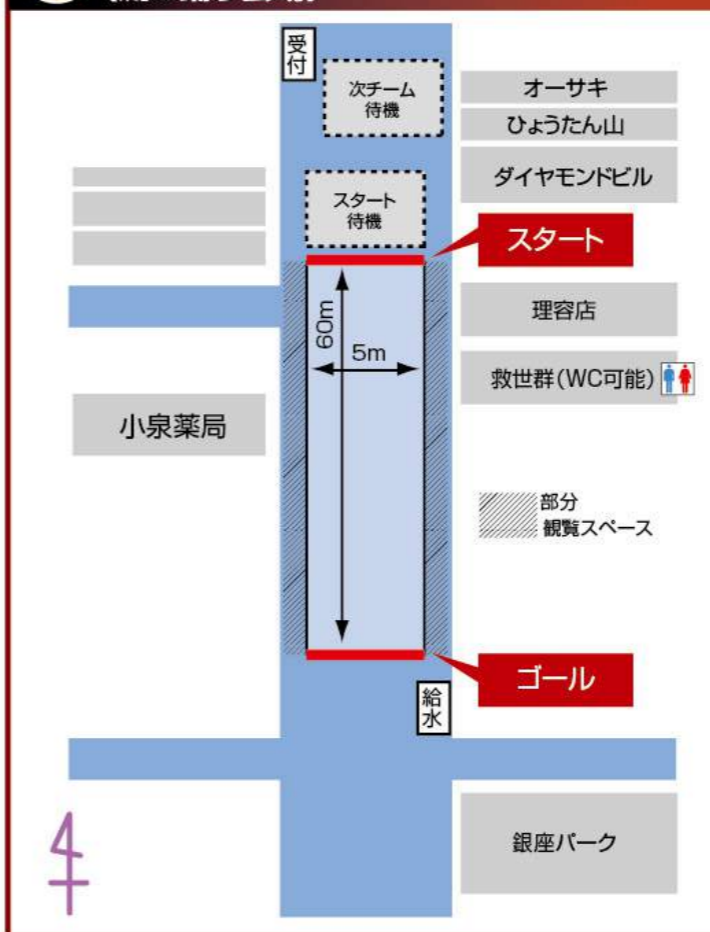 受付
次チーム
待機
オーサキ
ひょうたん山
ダイヤモンドビル
スタート
待機
スタート
60m
5m
理容店
救世群(WC可能)
小泉薬局
部分
観覧スペース
ゴール
給水
銀座パーク